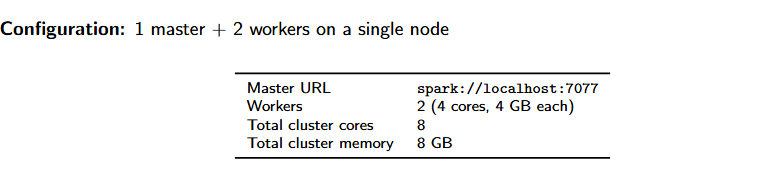 Configuration: 1 master + 2 workers on a single node
Master URL spark://localhost:7077
Workers 2 (4 cores, 4 GB each)
Total cluster cores 8
Total cluster memory 8 GB